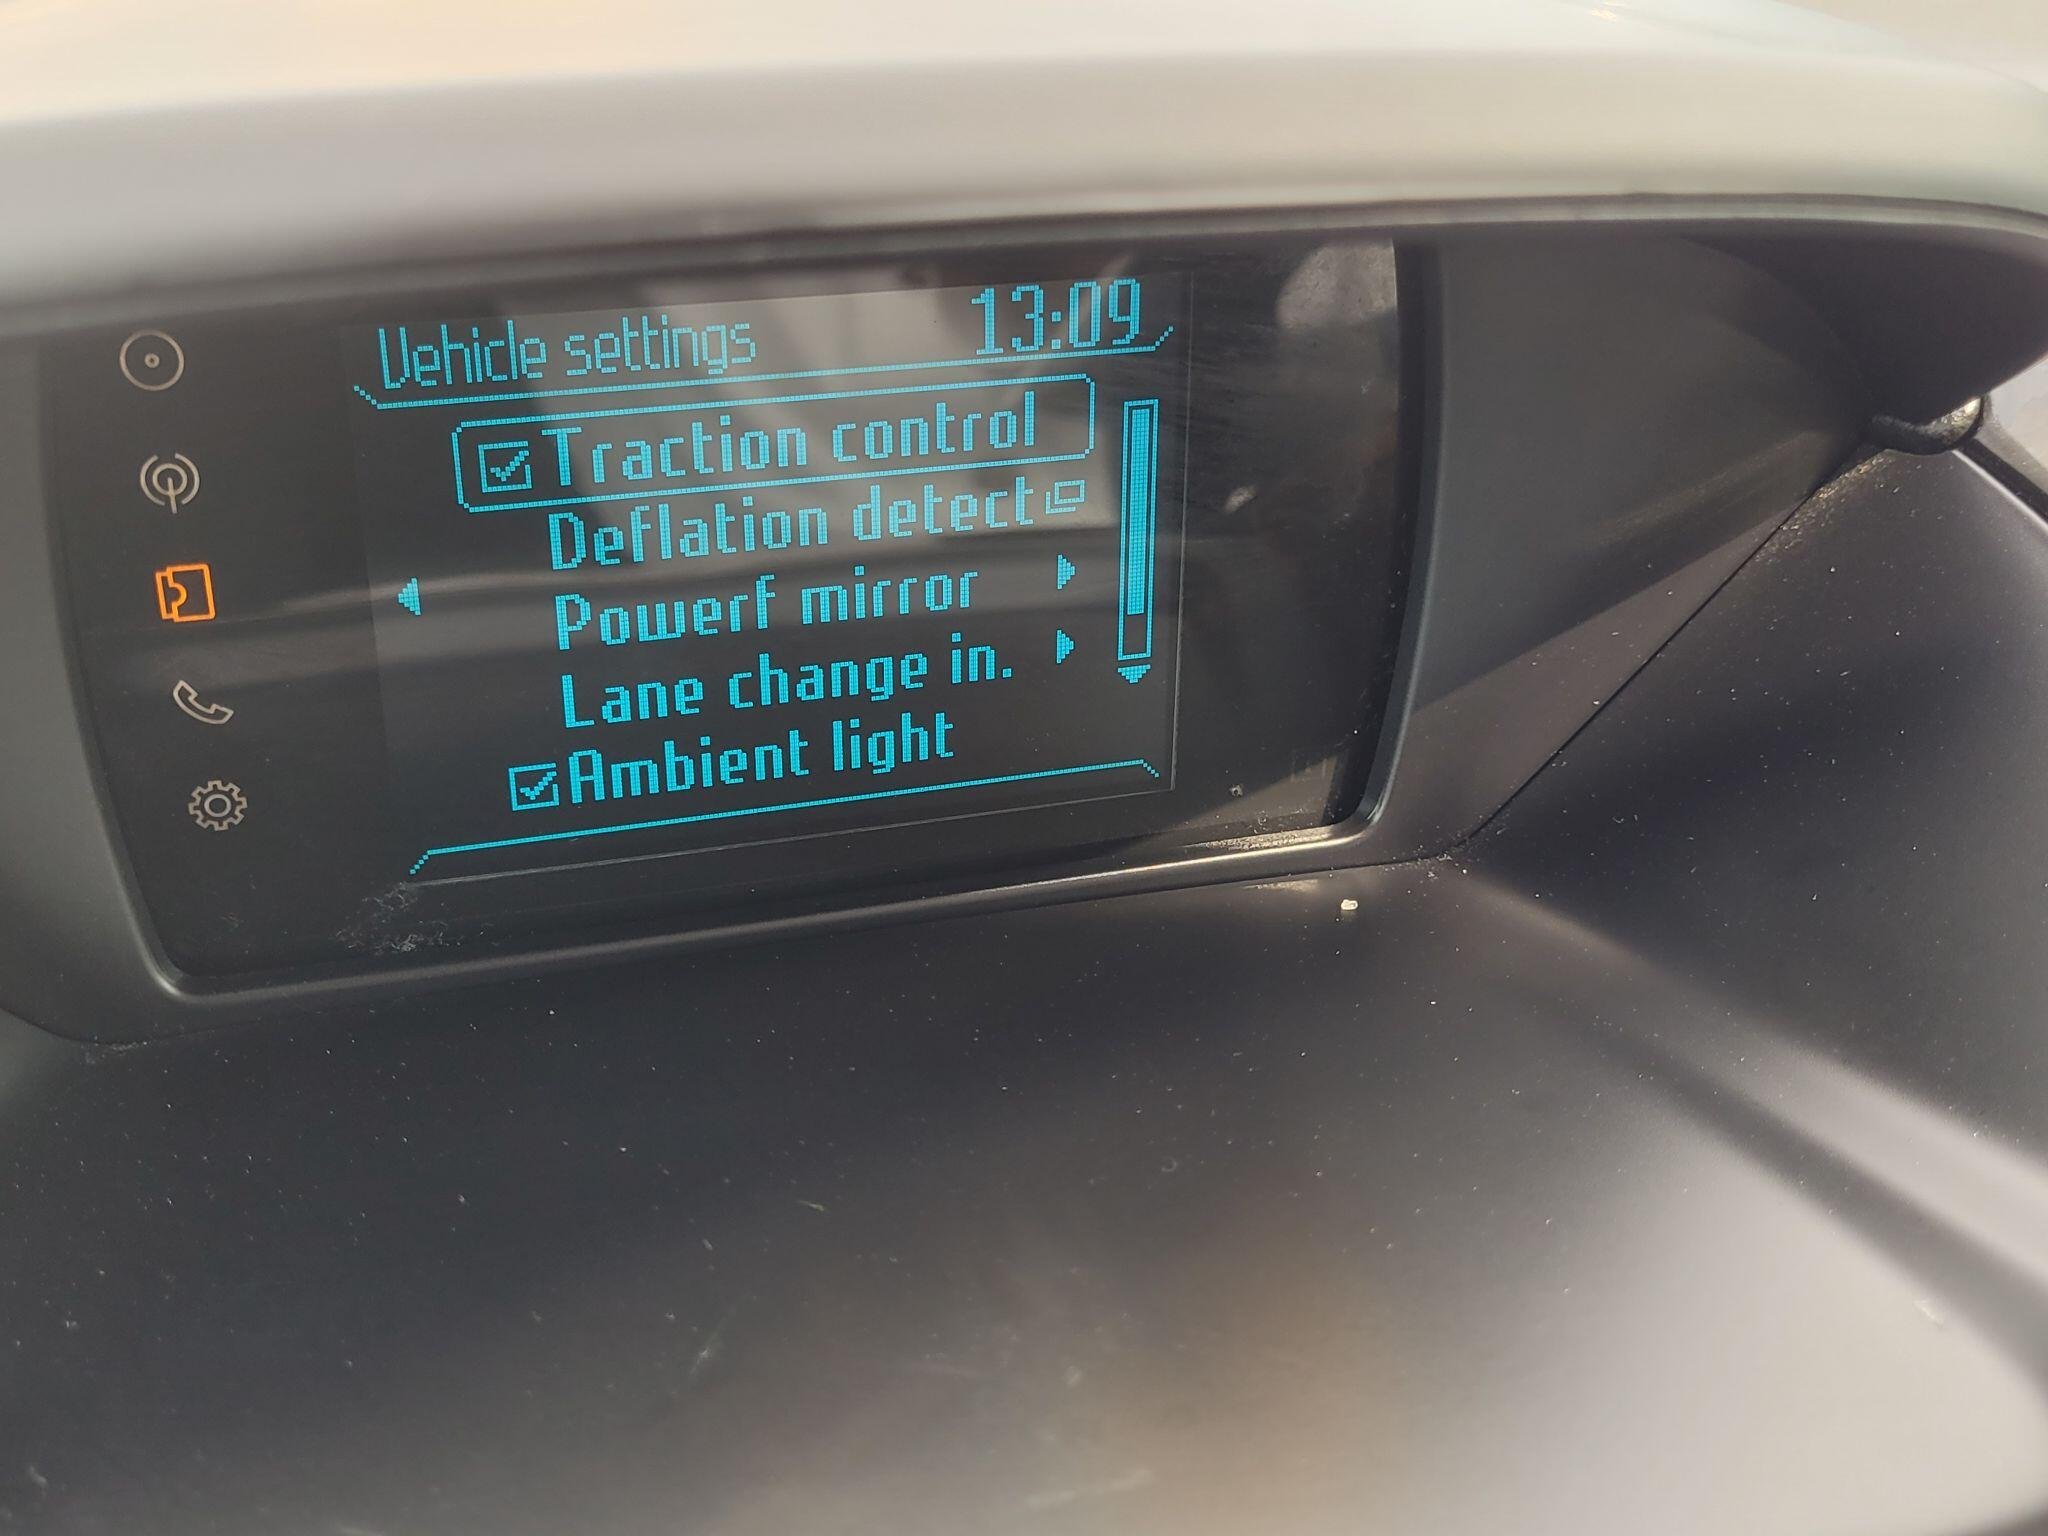 Vehicle settings 13:09
Traction control
Deflation detect
Powerf mirror
Lane change in.
Ambient light